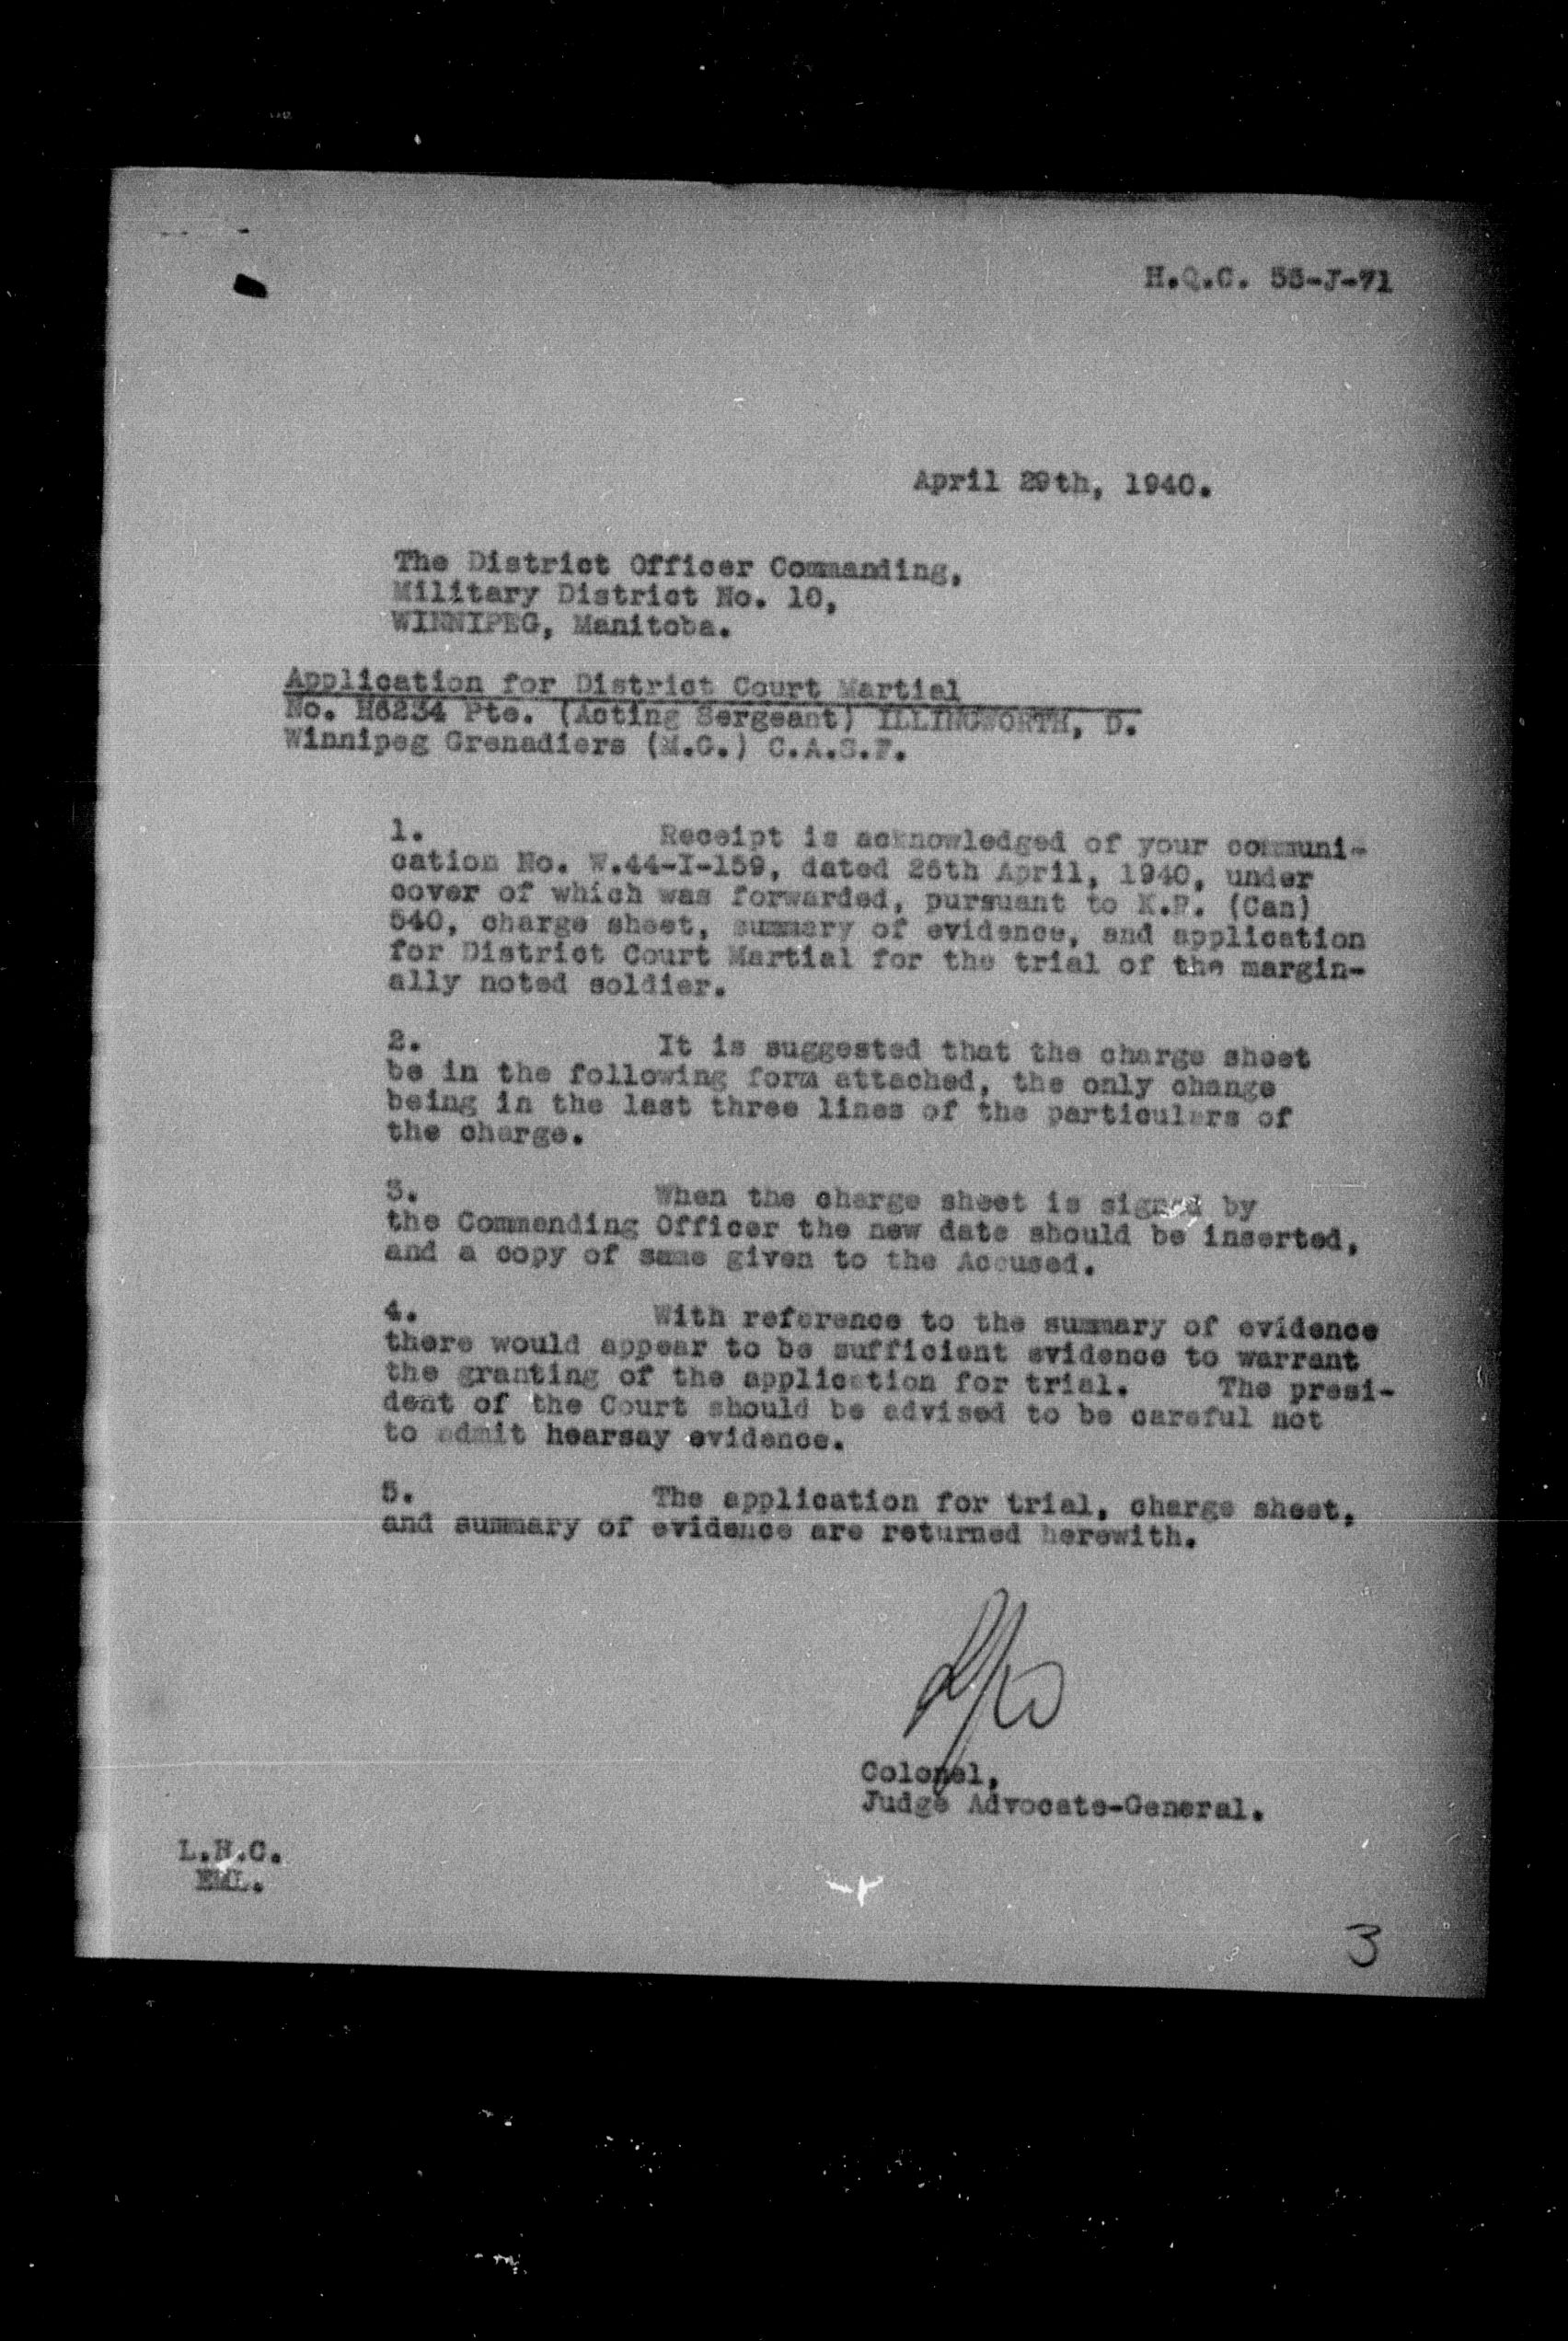 H.Q.C. 55-J-71
April 29th, 1940.
The District Officer Commanding,
Military District No. 10,
WINNIPEG, Manitoba.
Application for District Court Martial
No. H6234 Pte. (Acting Sergeant) ILLINGWORTH, D.
Winnipeg Grenadiers (M.G.) C.A.S.F.
1. Receipt is acknowledged of your communi-
cation No. W.44-I-159, dated 25th April, 1940, under
cover of which was forwarded, pursuant to K.R. (Can)
540, charge sheet, summary of evidence, and application
for District Court Martial for the trial of the margin-
ally noted soldier.
2. It is suggested that the charge sheet
be in the following form attached, the only change
being in the last three lines of the particulars of
the charge.
3. When the charge sheet is signed by
the Commanding Officer the new date should be inserted,
and a copy of same given to the Accused.
4. With reference to the summary of evidence
there would appear to be sufficient evidence to warrant
the granting of the application for trial. The presi-
dent of the Court should be advised to be careful not
to admit hearsay evidence.
5. The application for trial, charge sheet,
and summary of evidence are returned herewith.
Colonel,
Judge Advocate-General.
L.H.C.
EML.
3